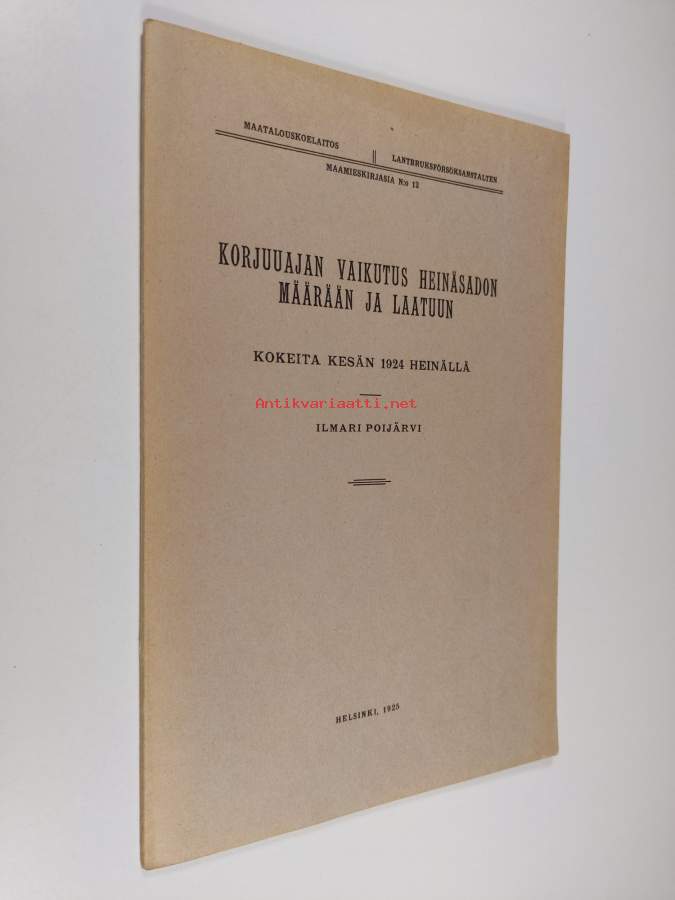 MAATALOUSKOELAITOS
LANTBRUKSFÖRSÖKSANSTALTEN
MAAMIESKIRJASIA N:o 12
KORJUUAJAN VAIKUTUS HEINÄSADON
MÄÄRÄÄN JA LAATUUN
KOKEITA KESÄN 1924 HEINÄLLÄ
Antikvariaatti.net
ILMARI POIJÄRVI
HELSINKI, 1925